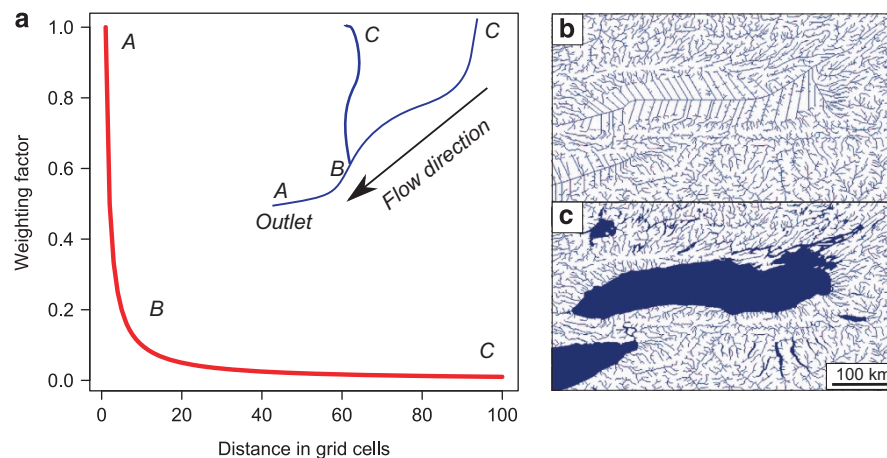 a
Weighting factor
1.0
0.8
0.6
0.4
0.2
0.0
0
20
40
60
80
100
Distance in grid cells
A
B
C
C
C
B
A
Outlet
Flow direction
b
c
100 km